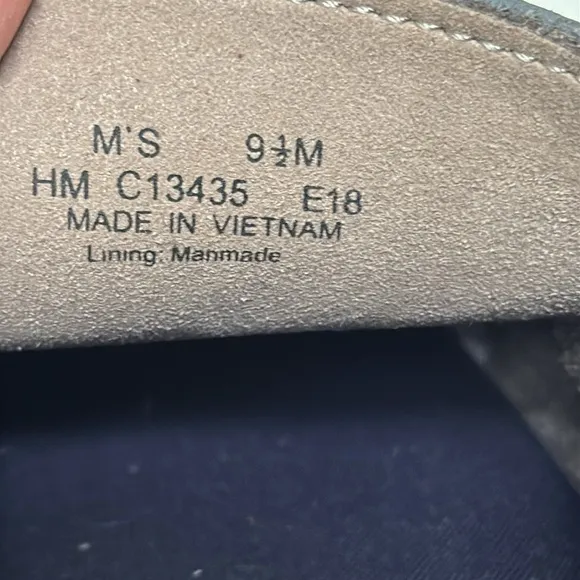 M'S 9½M
HM C13435 E18
MADE IN VIETNAM
Lining: Manmade